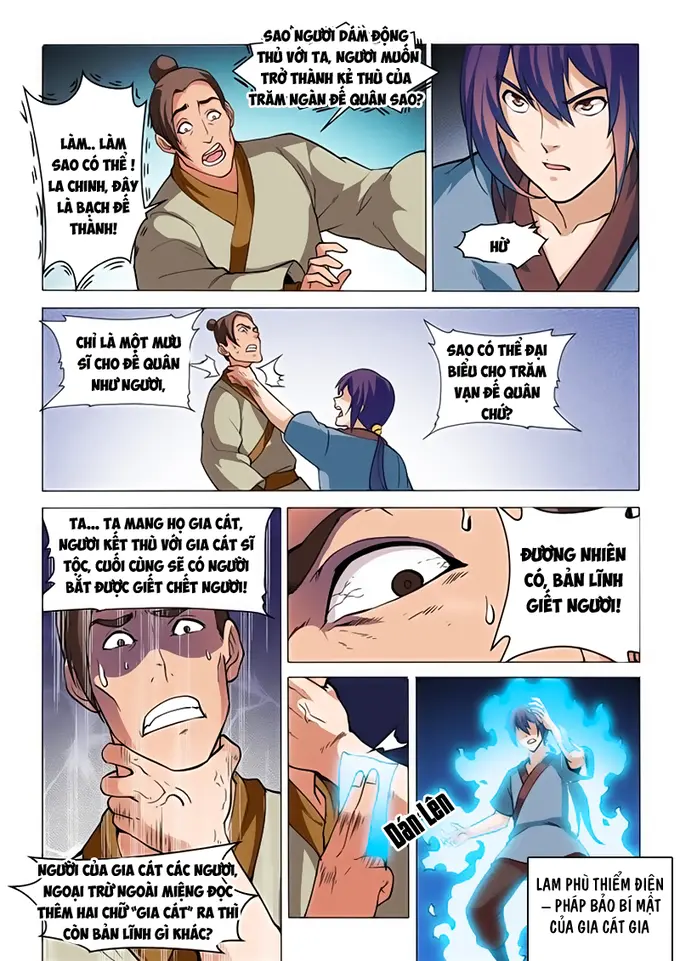 SAO NGƯỜI DÁM ĐỘNG
THỦ VỚI TA, NGƯỜI MUỐN
TRỞ THÀNH KẺ THÙ CỦA
TRĂM NGÀN ĐẾ QUÂN SAO?
LÀM.. LÀM
SAO CÓ THỂ !
LA CHINH, ĐÂY
LÀ BẠCH ĐẾ
THÀNH!
HỪ
CHỈ LÀ MỘT MƯU
SĨ CHO ĐẾ QUÂN
NHƯ NGƯƠI,
SAO CÓ THỂ ĐẠI
BIỂU CHO TRĂM
VẠN ĐẾ QUÂN
CHỨ?
TA... TA MANG HỌ GIA CÁT,
NGƯƠI KẾT THÙ VỚI GIA CÁT SĨ
TỘC, CUỐI CÙNG SẼ CÓ NGƯỜI
BẮT ĐƯỢC GIẾT CHẾT NGƯƠI!
ĐƯƠNG NHIÊN
CÓ, BẢN LĨNH
GIẾT NGƯƠI!
NGƯỜI CỦA GIA CÁT CÁC NGƯƠI,
NGOẠI TRỪ NGOÀI MIỆNG ĐỌC
THÊM HAI CHỮ "GIA CÁT" RA THÌ
CÒN BẢN LĨNH GÌ KHÁC?
Dán Lên
LAM PHÙ THIỂM ĐIỆN
– PHÁP BẢO BÍ MẬT
CỦA GIA CÁT GIA